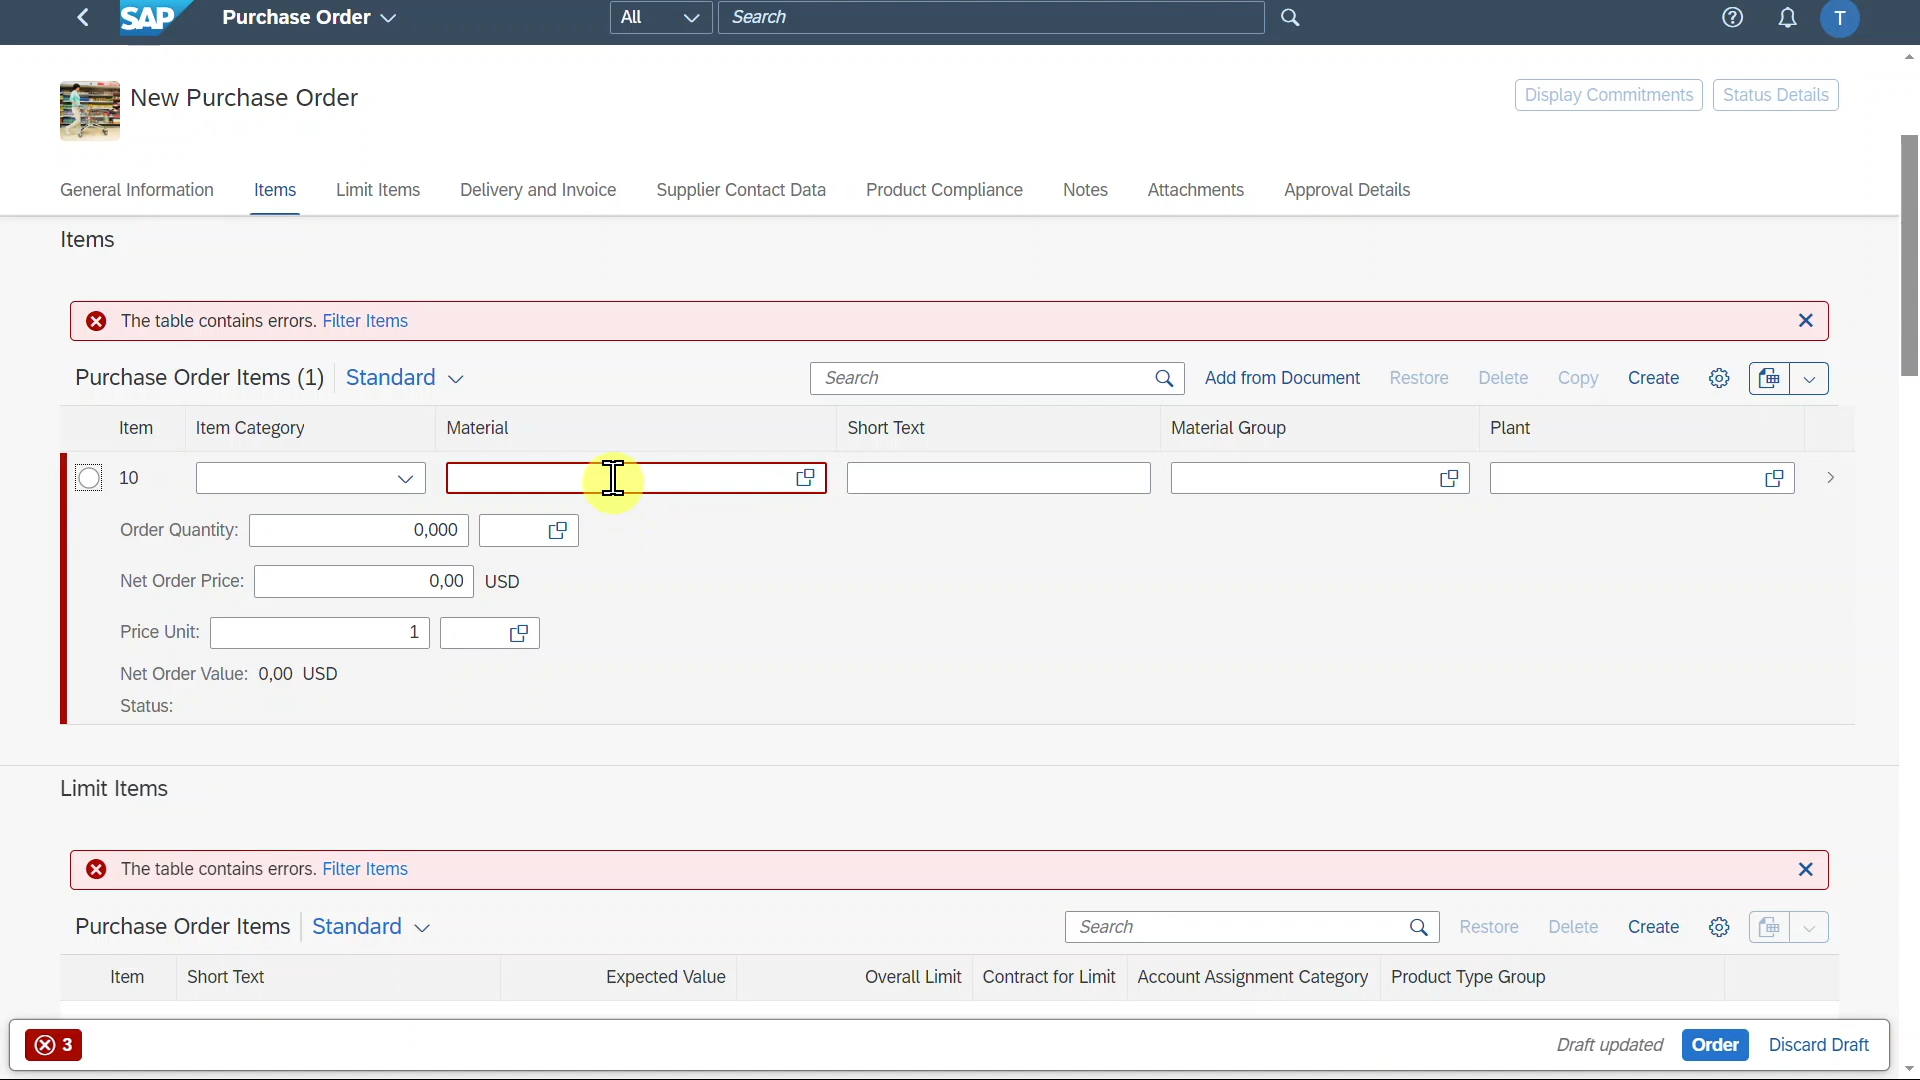 SAP Purchase Order All Search T
New Purchase Order Display Commitments Status Details
General Information Items Limit Items Delivery and Invoice Supplier Contact Data Product Compliance Notes Attachments Approval Details
Items
The table contains errors. Filter Items
Purchase Order Items (1) Standard Search Add from Document Restore Delete Copy Create
Item Item Category Material Short Text Material Group Plant
10
Order Quantity: 0,000
Net Order Price: 0,00 USD
Price Unit: 1
Net Order Value: 0,00 USD
Status:
Limit Items
The table contains errors. Filter Items
Purchase Order Items Standard Search Restore Delete Create
Item Short Text Expected Value Overall Limit Contract for Limit Account Assignment Category Product Type Group
3 Draft updated Order Discard Draft